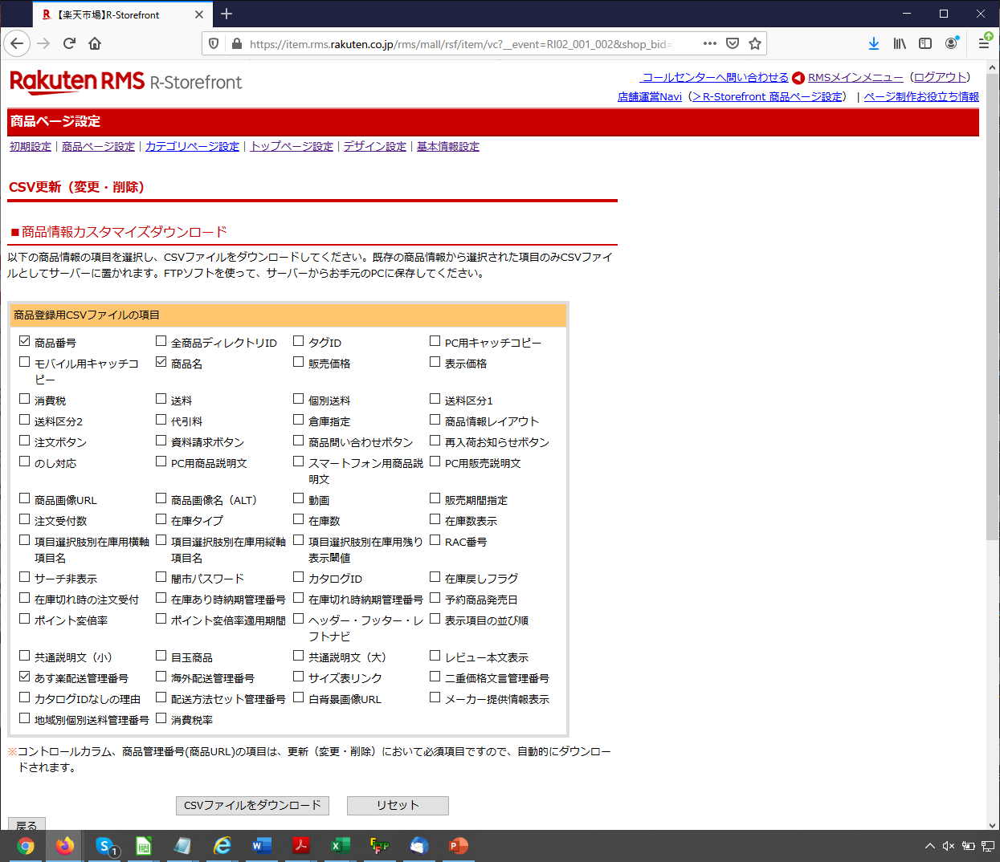 【楽天市場】R-Storefront
https://item.rms.rakuten.co.jp/rms/mall/rsf/item/vc?__event=RI02_001_002&shop_bid=
Rakuten RMS R-Storefront
コールセンターへ問い合わせる RMSメインメニュー （ログアウト）
店舗運営Navi（＞R-Storefront 商品ページ設定） | ページ制作お役立ち情報
商品ページ設定
初期設定 | 商品ページ設定 | カテゴリページ設定 | トップページ設定 | デザイン設定 | 基本情報設定
CSV更新（変更・削除）
■商品情報カスタマイズダウンロード
以下の商品情報の項目を選択し、CSVファイルをダウンロードしてください。既存の商品情報から選択された項目のみCSVファイ
ルとしてサーバーに置かれます。FTPソフトを使って、サーバーからお手元のPCに保存してください。
商品登録用CSVファイルの項目
商品番号 全商品ディレクトリID タグID PC用キャッチコピー
モバイル用キャッチコ 商品名 販売価格 表示価格
ピー
消費税 送料 個別送料 送料区分1
送料区分2 代引料 倉庫指定 商品情報レイアウト
注文ボタン 資料請求ボタン 商品問い合わせボタン 再入荷お知らせボタン
のし対応 PC用商品説明文 スマートフォン用商品説 PC用販売説明文
明文
商品画像URL 商品画像名（ALT） 動画 販売期間指定
注文受付数 在庫タイプ 在庫数 在庫数表示
項目選択肢別在庫用横軸 項目選択肢別在庫用縦軸 項目選択肢別在庫用残り RAC番号
項目名 項目名 表示閾値
サーチ非表示 闇市パスワード カタログID 在庫戻しフラグ
在庫切れ時の注文受付 在庫あり時納期管理番号 在庫切れ時納期管理番号 予約商品発売日
ポイント変倍率 ポイント変倍率適用期間 ヘッダー・フッター・レ 表示項目の並び順
フトナビ
共通説明文（小） 目玉商品 共通説明文（大） レビュー本文表示
あす楽配送管理番号 海外配送管理番号 サイズ表リンク 二重価格文言管理番号
カタログIDなしの理由 配送方法セット管理番号 白背景画像URL メーカー提供情報表示
地域別個別送料管理番号 消費税率
※コントロールカラム、商品管理番号(商品URL)の項目は、更新（変更・削除）において必須項目ですので、自動的にダウンロー
ドされます。
CSVファイルをダウンロード リセット
戻る
1